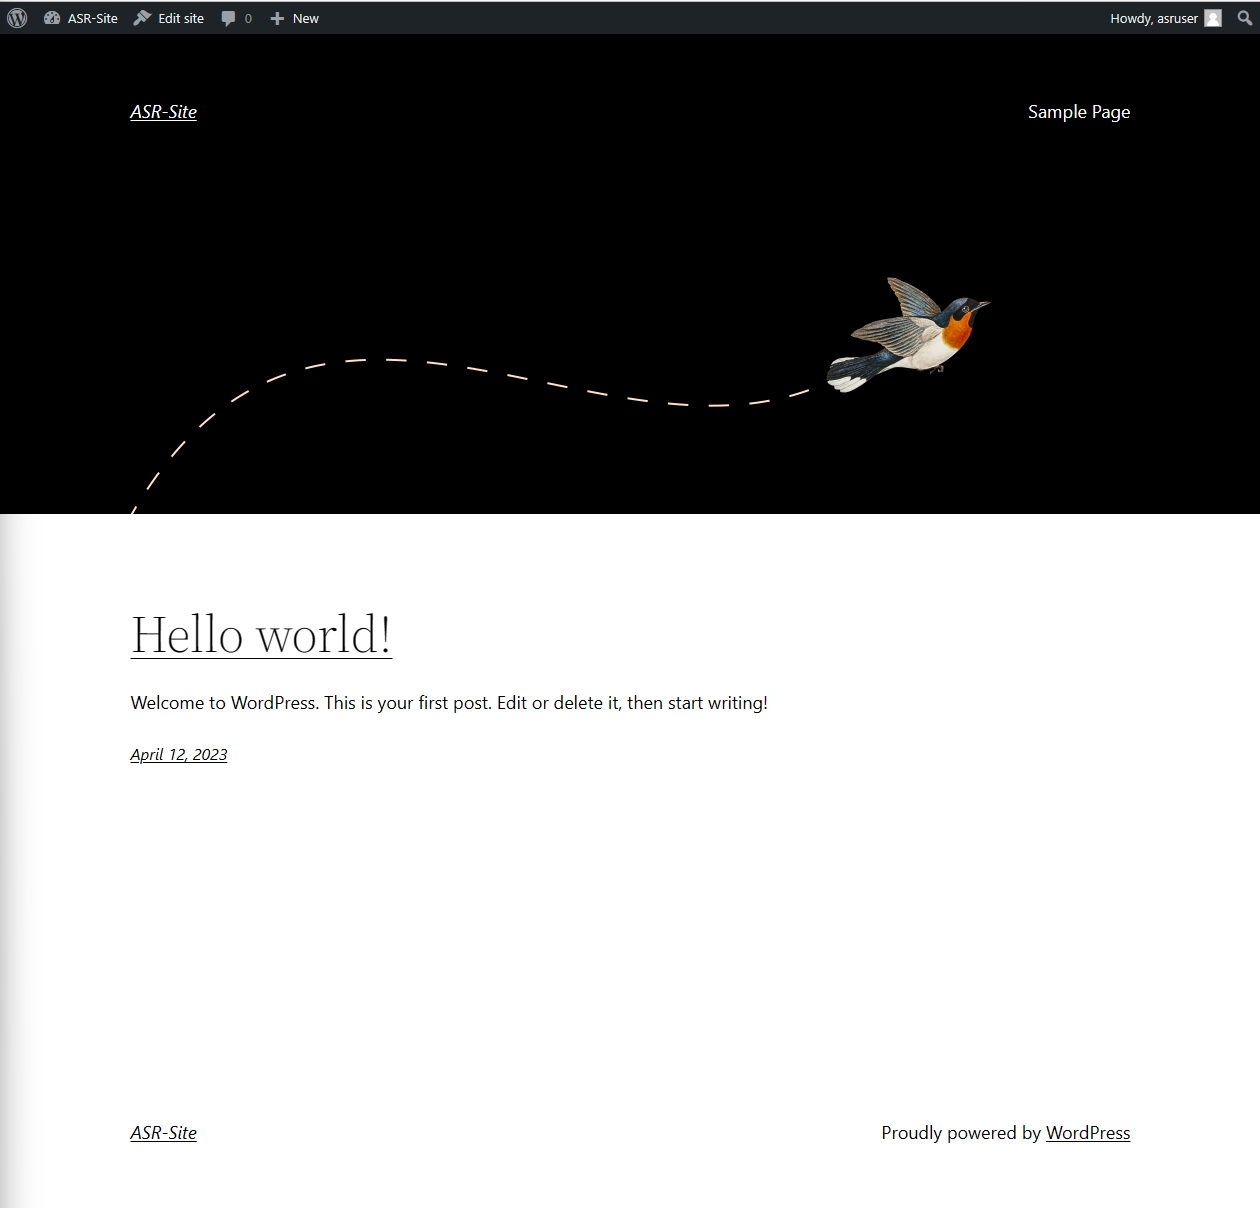 ASR-Site Edit site 0 New Howdy, asruser
ASR-Site Sample Page
Hello world!
Welcome to WordPress. This is your first post. Edit or delete it, then start writing!
April 12, 2023
ASR-Site Proudly powered by WordPress